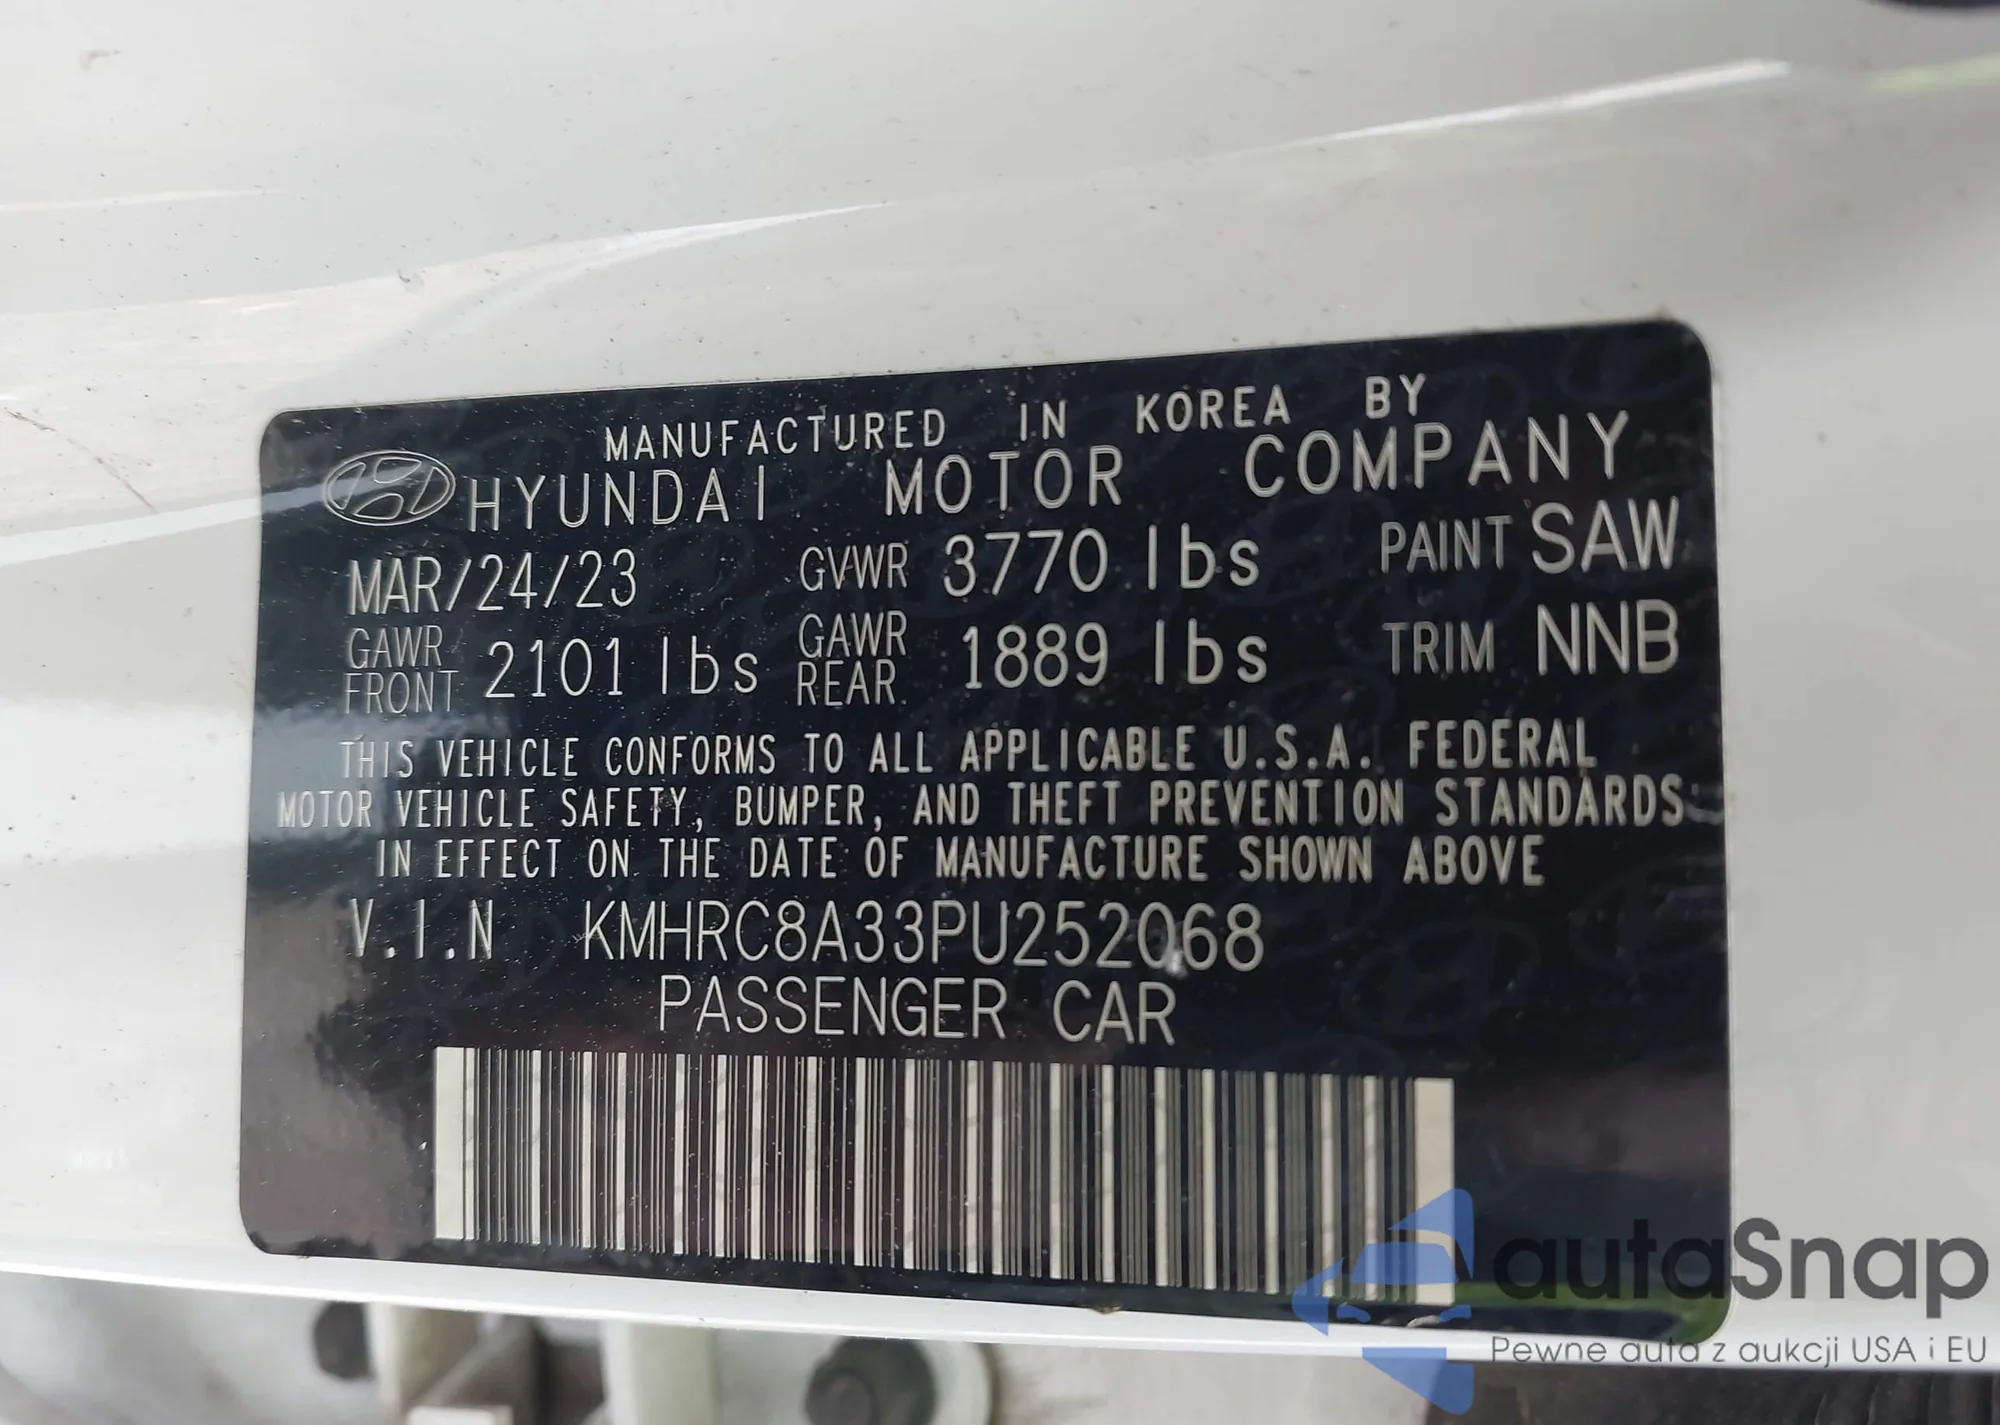 MANUFACTURED IN KOREA BY
HYUNDAI MOTOR COMPANY
MAR/24/23 GVWR 3770 lbs PAINT SAW
GAWR FRONT 2101 lbs GAWR REAR 1889 lbs TRIM NNB
THIS VEHICLE CONFORMS TO ALL APPLICABLE U.S.A. FEDERAL
MOTOR VEHICLE SAFETY, BUMPER, AND THEFT PREVENTION STANDARDS
IN EFFECT ON THE DATE OF MANUFACTURE SHOWN ABOVE
V.I.N KMHRC8A33PU252068
PASSENGER CAR
autaSnap
Pewne auta z aukcji USA i EU